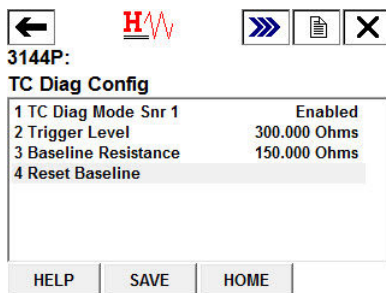 H
3144P:
TC Diag Config
1 TC Diag Mode Snr 1 Enabled
2 Trigger Level 300.000 Ohms
3 Baseline Resistance 150.000 Ohms
4 Reset Baseline
HELP SAVE HOME